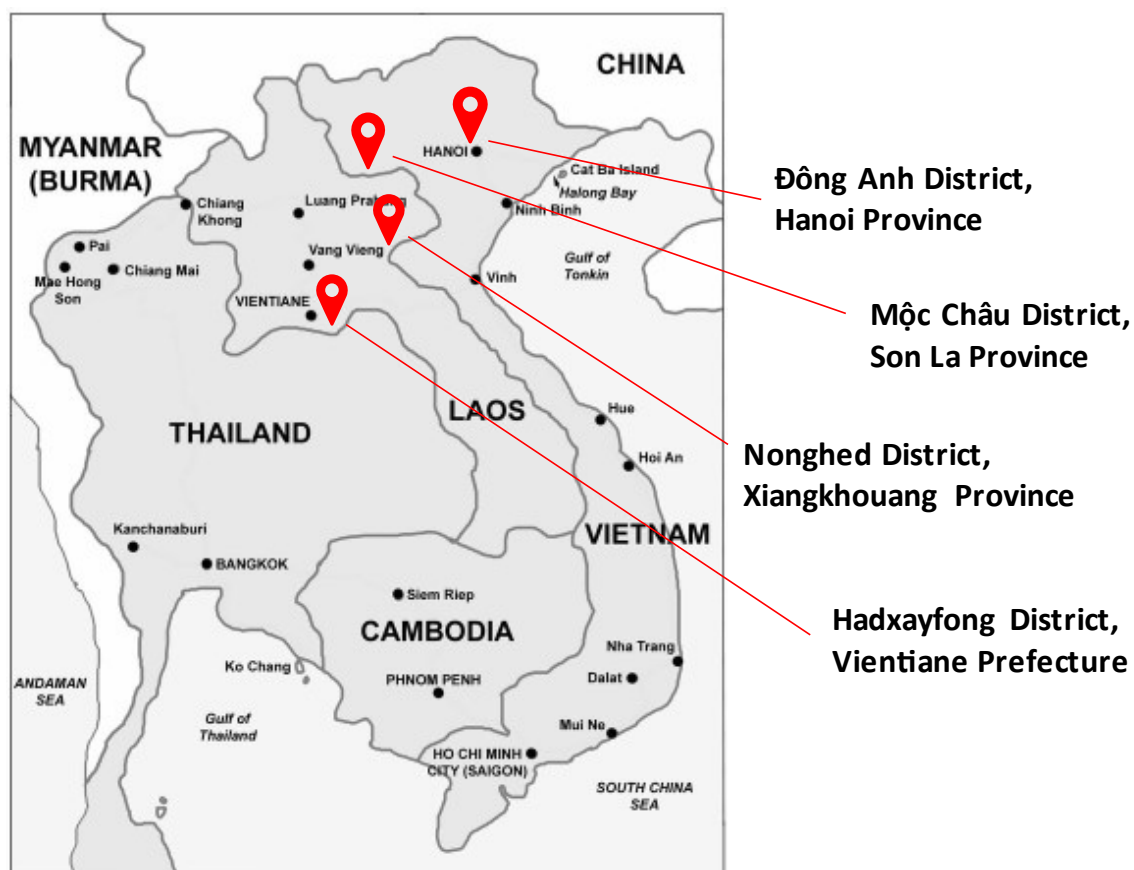 CHINA
MYANMAR
(BURMA)
HANOI
Cat Ba Island
Halong Bay
Ninh Binh
Chiang
Khong
Luang Prabang
Pai
Mae Hong
Son
Chiang Mai
Vang Vieng
VIENTIANE
Gulf of
Tonkin
Vinh
THAILAND
LAOS
Hue
Hoi An
Kanchanaburi
BANGKOK
VIETNAM
Siem Riep
CAMBODIA
Ko Chang
PHNOM PENH
Nha Trang
Dalat
ANDAMAN
SEA
Gulf of
Thailand
Mui Ne
HO CHI MINH
CITY (SAIGON)
SOUTH CHINA
SEA
Đông Anh District,
Hanoi Province
Mộc Châu District,
Son La Province
Nonghed District,
Xiangkhouang Province
Hadxayfong District,
Vientiane Prefecture